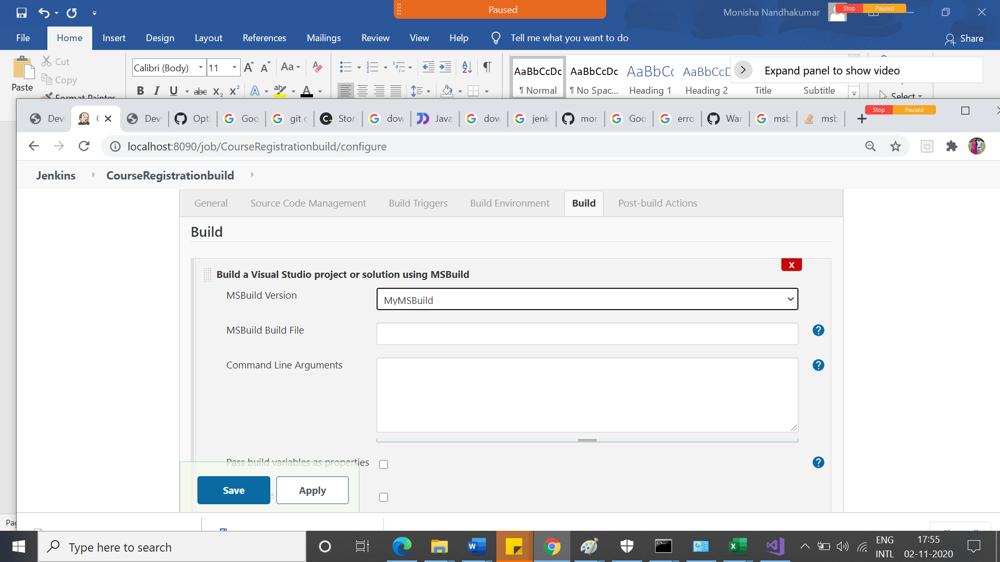 Paused
Monisha Nandhakumar
Stop Paused
File Home Insert Design Layout References Mailings Review View Help Tell me what you want to do Share
Paste
Cut
Copy
Format Painter
Calibri (Body) 11
AaBbCcDc AaBbCcDc AaBbCc AaBbCcD
¶ Normal ¶ No Spac... Heading 1 Heading 2 Title Subtitle
Expand panel to show video
Select
Stop Paused
Dev Dev Opti Goo git c Stor dow Java dow jenk mor Goo erro War msb msb
localhost:8090/job/CourseRegistrationbuild/configure
Jenkins CourseRegistrationbuild
General Source Code Management Build Triggers Build Environment Build Post-build Actions
Build
X
Build a Visual Studio project or solution using MSBuild
MSBuild Version MyMSBuild
MSBuild Build File
Command Line Arguments
Pass build variables as properties
Save Apply
Type here to search
ENG
INTL
17:55
02-11-2020